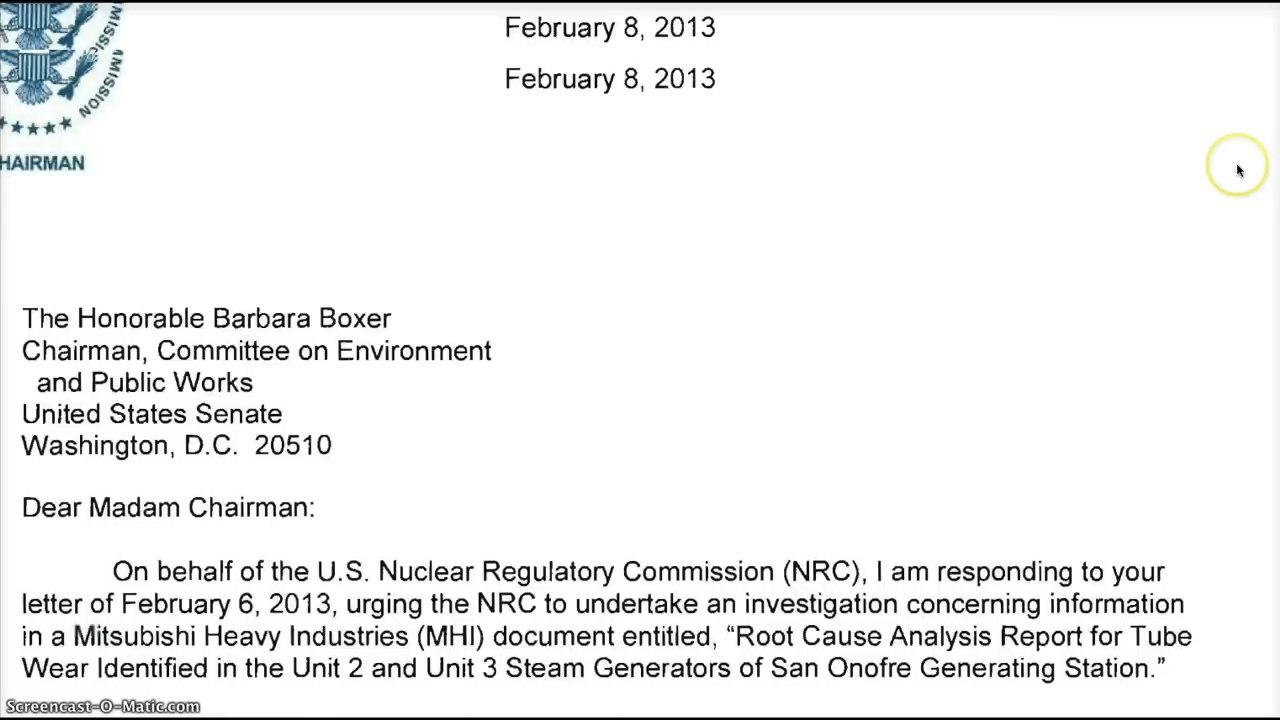 MISSION
February 8, 2013
February 8, 2013
MISSION
HAIRMAN
The Honorable Barbara Boxer
Chairman, Committee on Environment
and Public Works
United States Senate
Washington, D.C. 20510
Dear Madam Chairman:
On behalf of the U.S. Nuclear Regulatory Commission (NRC), I am responding to your
letter of February 6, 2013, urging the NRC to undertake an investigation concerning information
in a Mitsubishi Heavy Industries (MHI) document entitled, “Root Cause Analysis Report for Tube
Wear Identified in the Unit 2 and Unit 3 Steam Generators of San Onofre Generating Station.”
Screencast-O-Matic.com